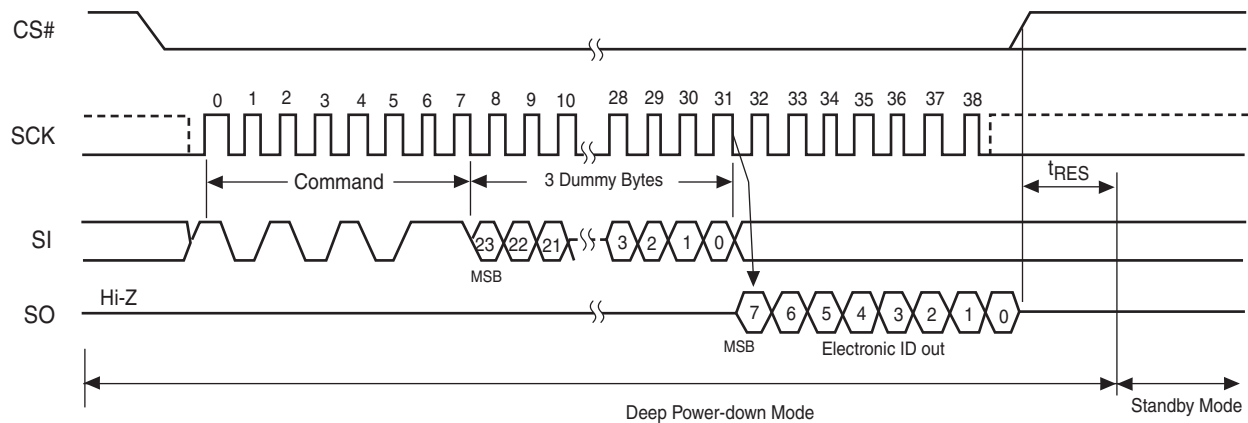 CS#
0 1 2 3 4 5 6 7 8 9 10 28 29 30 31 32 33 34 35 36 37 38
SCK
Command
3 Dummy Bytes
tRES
SI
23 22 21 3 2 1 0
MSB
Hi-Z
SO
7 6 5 4 3 2 1 0
MSB
Electronic ID out
Deep Power-down Mode
Standby Mode